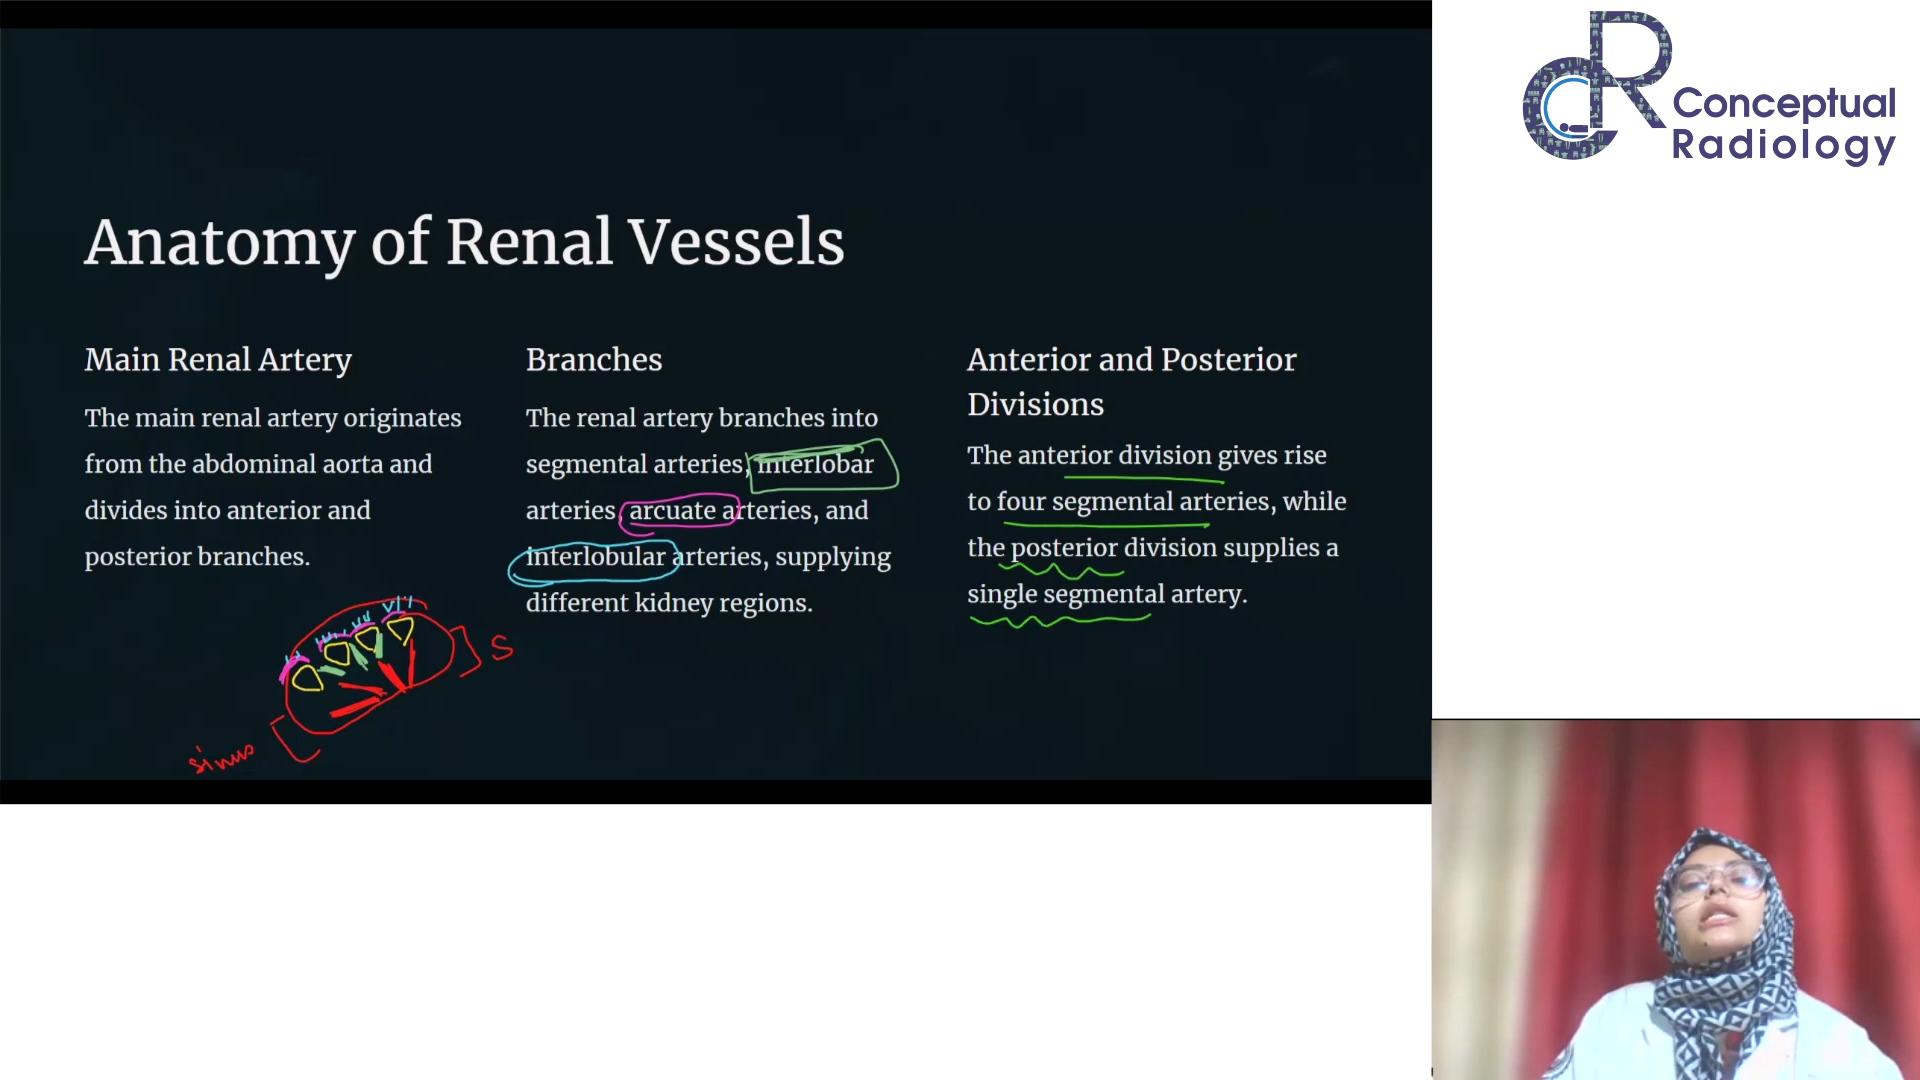 Conceptual
Radiology
Anatomy of Renal Vessels
Main Renal Artery
The main renal artery originates
from the abdominal aorta and
divides into anterior and
posterior branches.
Branches
The renal artery branches into
segmental arteries, interlobar
arteries, arcuate arteries, and
interlobular arteries, supplying
different kidney regions.
Anterior and Posterior
Divisions
The anterior division gives rise
to four segmental arteries, while
the posterior division supplies a
single segmental artery.
S
sinus